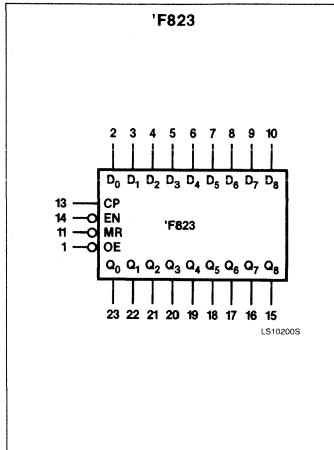 'F823
2 3 4 5 6 7 8 9 10
D0 D1 D2 D3 D4 D5 D6 D7 D8
13 CP
14 EN 'F823
11 MR
1 OE
Q0 Q1 Q2 Q3 Q4 Q5 Q6 Q7 Q8
23 22 21 20 19 18 17 16 15
LS10200S